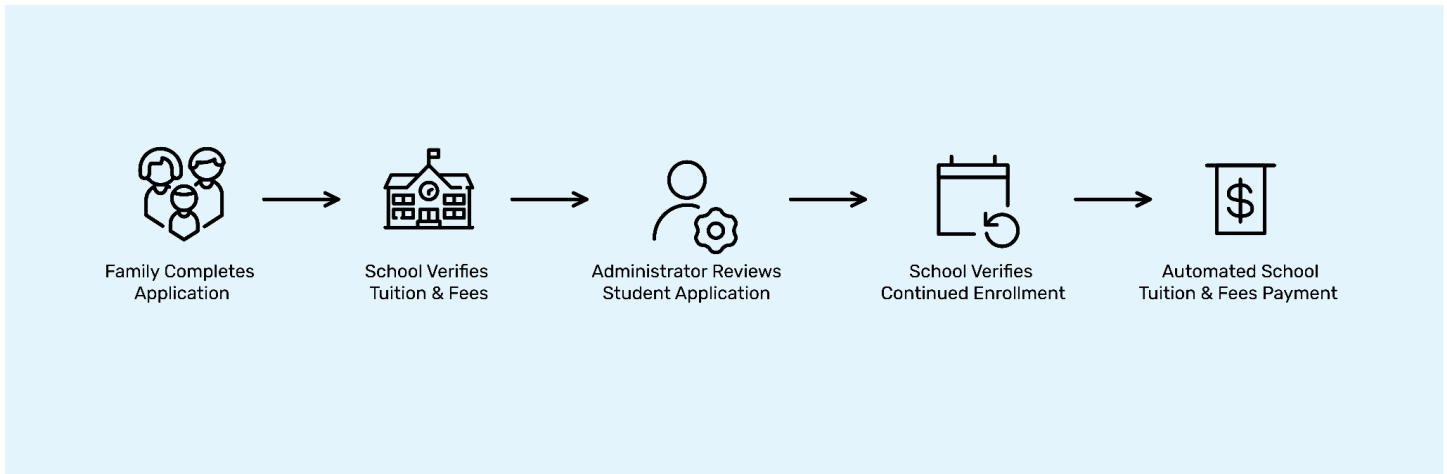 Family Completes
Application
School Verifies
Tuition & Fees
Administrator Reviews
Student Application
School Verifies
Continued Enrollment
$
Automated School
Tuition & Fees Payment